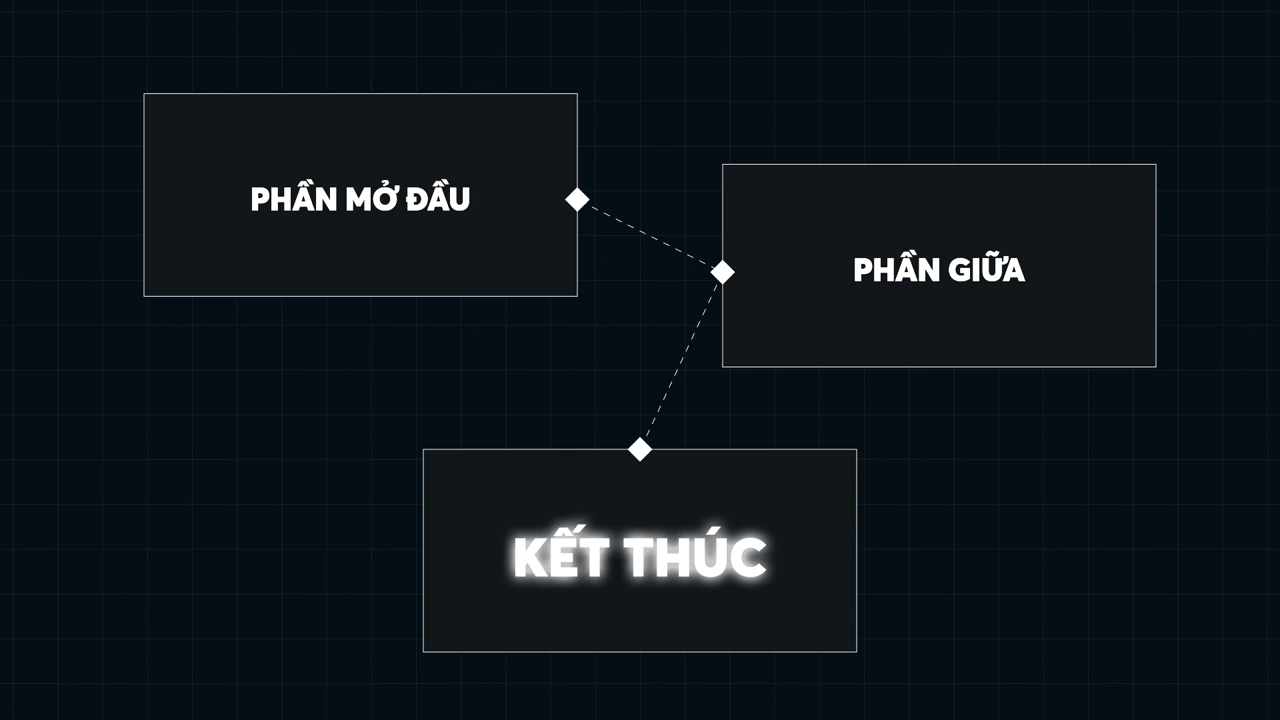 PHẦN MỞ ĐẦU
PHẦN GIỮA
KẾT THÚC